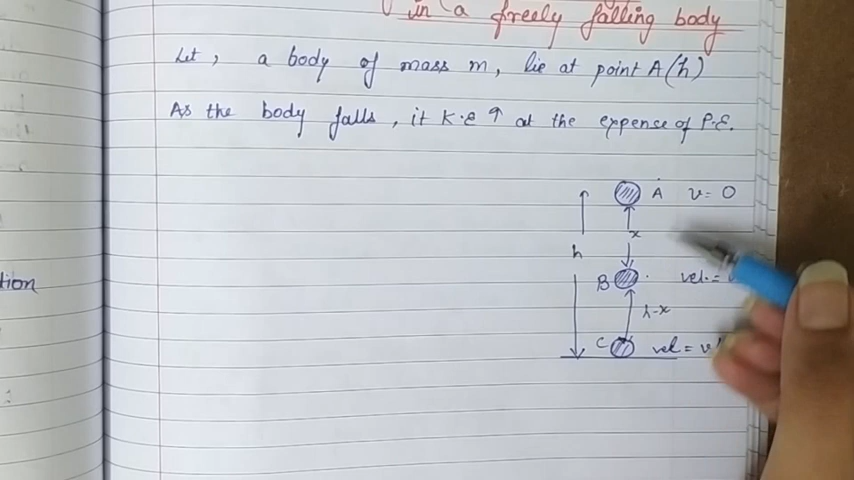 in a freely falling body
Let, a body of mass m, lie at point A(h)
As the body falls, it K.E ↑ at the expense of P.E.
A v = 0
x
h
B vel. =
tion
h-x
C vel = v'
: